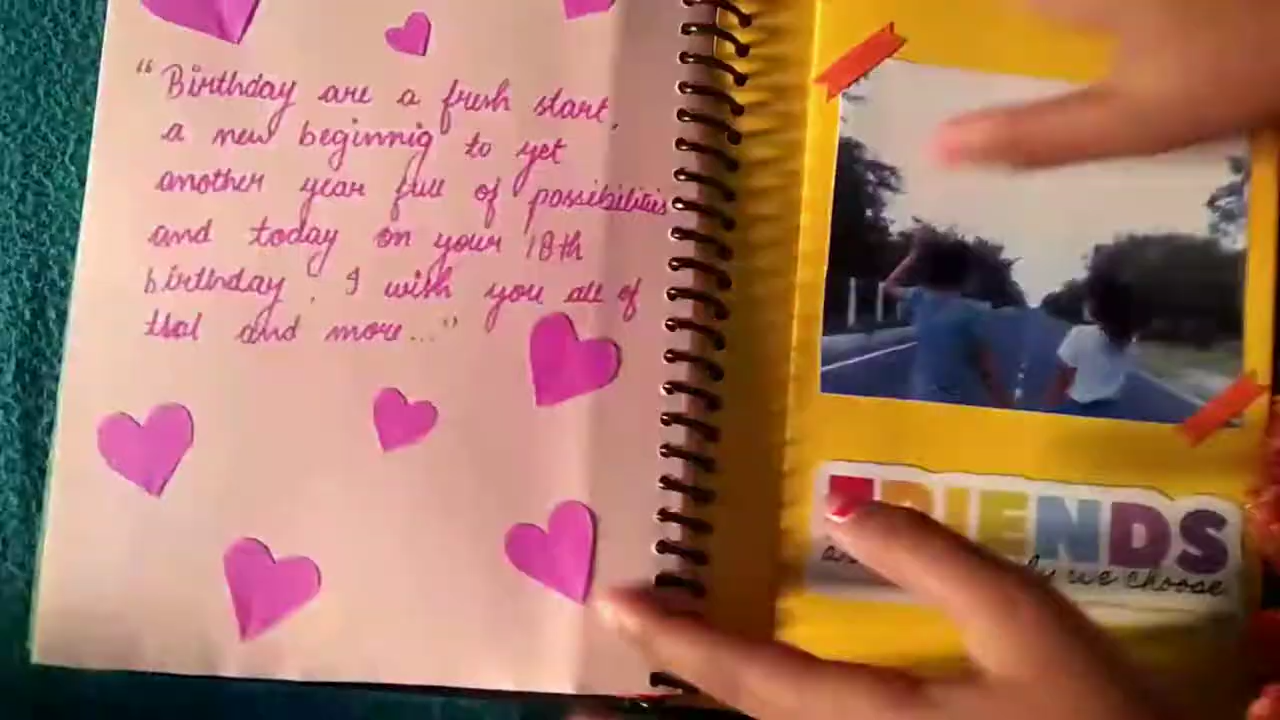 “Birthday are a fresh start,
a new beginnig to yet
another year full of possibilities
and today on your 18th
birthday, I wish you all of
that and more..."
FRIENDS
we choose